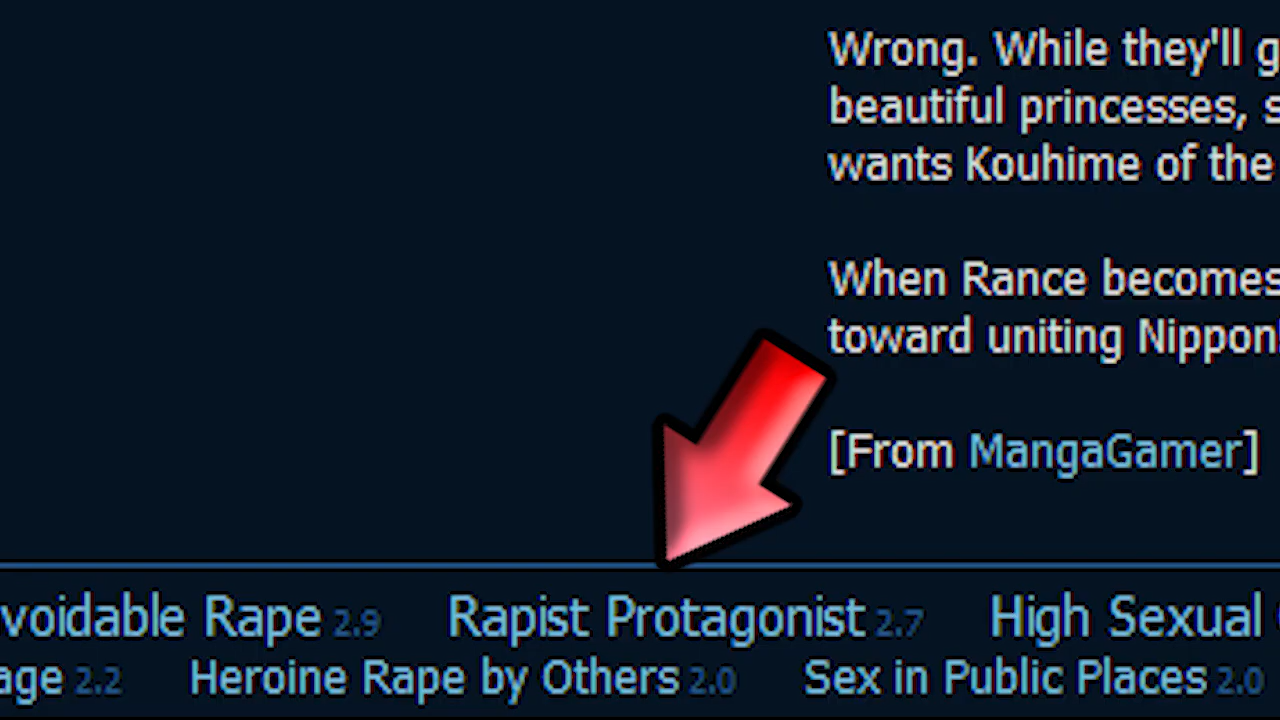 Wrong. While they'll g
beautiful princesses, s
wants Kouhime of the
When Rance becomes
toward uniting Nippon
[From MangaGamer]
voidable Rape 2.9 Rapist Protagonist 2.7 High Sexual
age 2.2 Heroine Rape by Others 2.0 Sex in Public Places 2.0